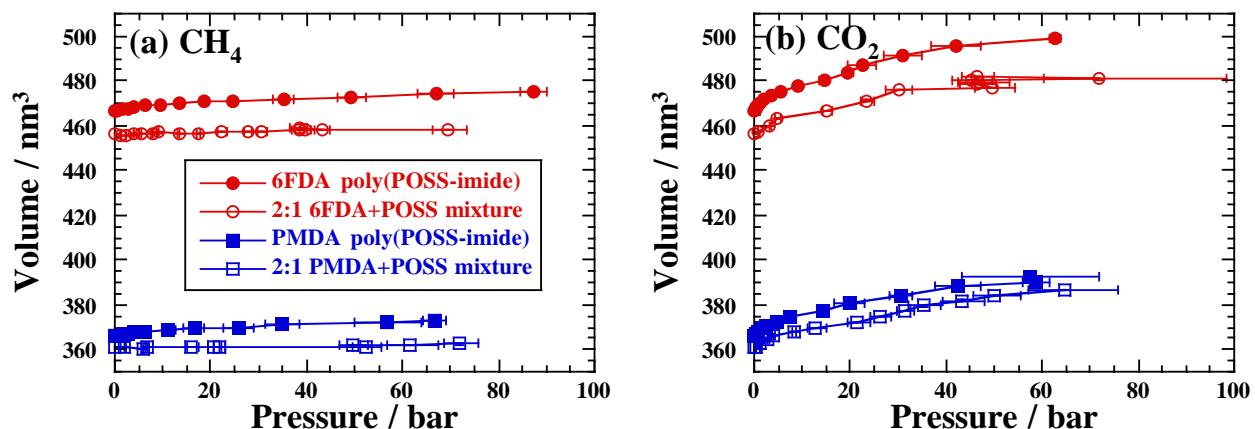 (a) CH4
500
480
460
440
420
400
380
360
Volume / nm³
6FDA poly(POSS-imide)
2:1 6FDA+POSS mixture
PMDA poly(POSS-imide)
2:1 PMDA+POSS mixture
0 20 40 60 80 100
Pressure / bar
(b) CO2
500
480
460
440
420
400
380
360
Volume / nm³
0 20 40 60 80 100
Pressure / bar